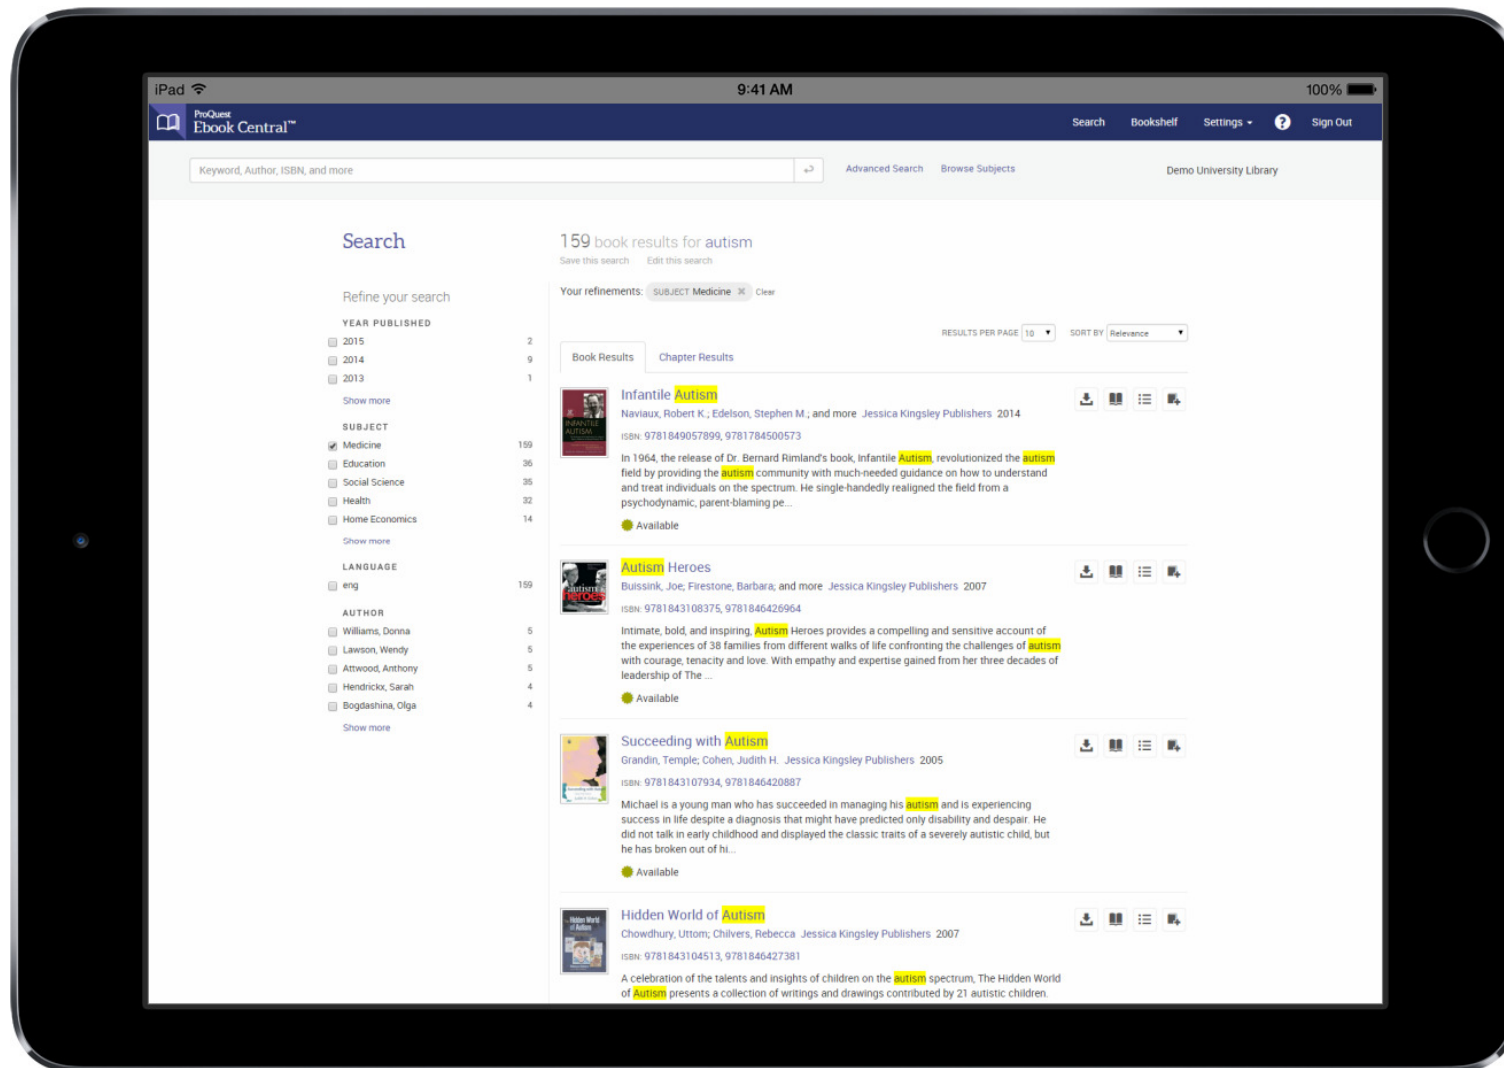 iPad 9:41 AM 100%
ProQuest
Ebook Central™ Search Bookshelf Settings ? Sign Out
Keyword, Author, ISBN, and more Advanced Search Browse Subjects Demo University Library
Search
Refine your search
YEAR PUBLISHED
2015 2
2014 9
2013 1
Show more
SUBJECT
Medicine 159
Education 36
Social Science 35
Health 32
Home Economics 14
Show more
LANGUAGE
eng 159
AUTHOR
Williams, Donna 5
Lawson, Wendy 5
Attwood, Anthony 5
Hendrickx, Sarah 4
Bogdashina, Olga 4
Show more
159 book results for autism
Save this search Edit this search
Your refinements: SUBJECT Medicine Clear
RESULTS PER PAGE 10 SORT BY Relevance
Book Results Chapter Results
INFANTILE
AUTISM
Infantile Autism
Naviaux, Robert K.; Edelson, Stephen M.; and more Jessica Kingsley Publishers 2014
ISBN: 9781849057899, 9781784500573
In 1964, the release of Dr. Bernard Rimland's book, Infantile Autism, revolutionized the autism
field by providing the autism community with much-needed guidance on how to understand
and treat individuals on the spectrum. He single-handedly realigned the field from a
psychodynamic, parent-blaming pe...
Available
autism
heroes
Autism Heroes
Buissink, Joe; Firestone, Barbara; and more Jessica Kingsley Publishers 2007
ISBN: 9781843108375, 9781846426964
Intimate, bold, and inspiring, Autism Heroes provides a compelling and sensitive account of
the experiences of 38 families from different walks of life confronting the challenges of autism
with courage, tenacity and love. With empathy and expertise gained from her three decades of
leadership of The ...
Available
Succeeding with Autism
Grandin, Temple; Cohen, Judith H. Jessica Kingsley Publishers 2005
ISBN: 9781843107934, 9781846420887
Michael is a young man who has succeeded in managing his autism and is experiencing
success in life despite a diagnosis that might have predicted only disability and despair. He
did not talk in early childhood and displayed the classic traits of a severely autistic child, but
he has broken out of hi...
Available
Hidden World
of Autism
Hidden World of Autism
Chowdhury, Uttom; Chilvers, Rebecca Jessica Kingsley Publishers 2007
ISBN: 9781843104513, 9781846427381
A celebration of the talents and insights of children on the autism spectrum, The Hidden World
of Autism presents a collection of writings and drawings contributed by 21 autistic children.